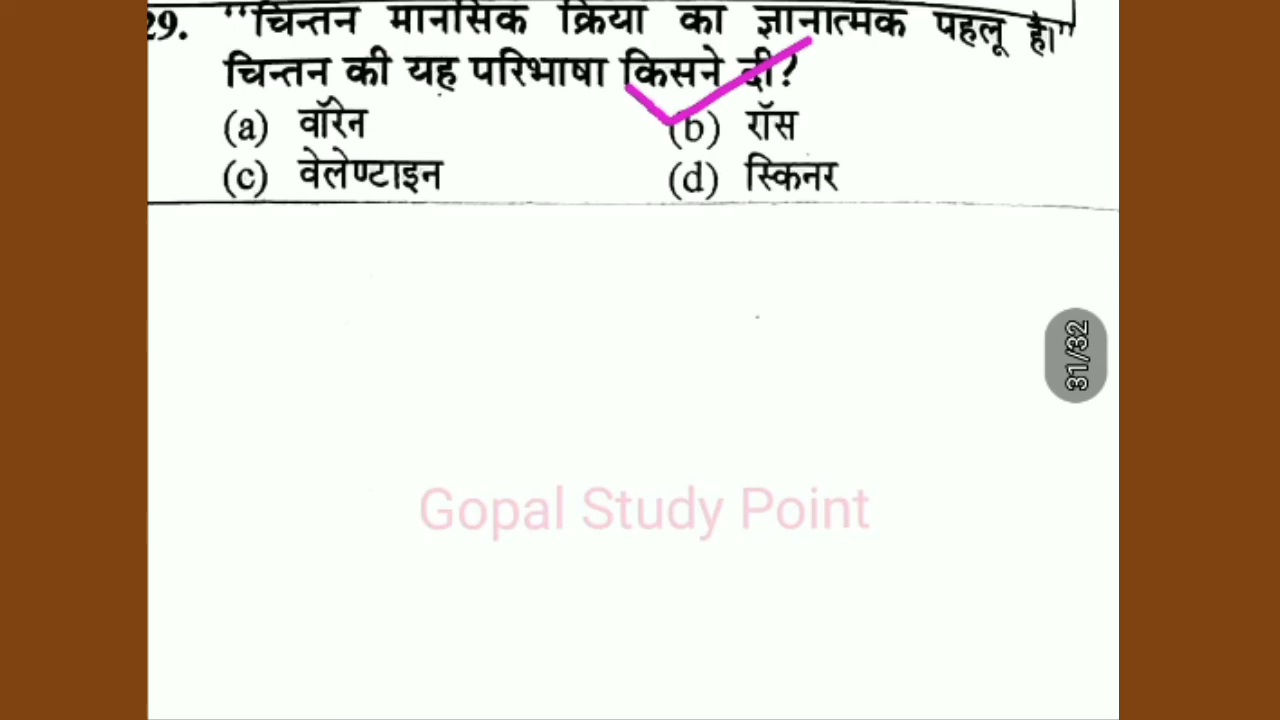 29. "चिन्तन मानसिक क्रिया का ज्ञानात्मक पहलू है।"
चिन्तन की यह परिभाषा किसने दी?
(a) वॉरेन (b) रॉस
(c) वेलेण्टाइन (d) स्किनर
31/32
Gopal Study Point